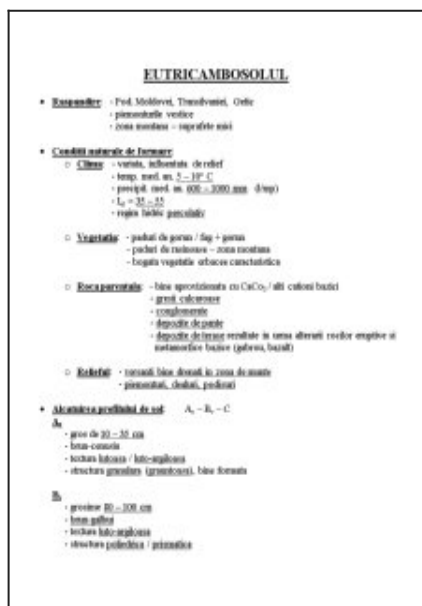 EUTRICAMBOSOLUL
• Raspandire: - Pod. Moldovei, Transilvaniei, Getic
- piemonturile vestice
- zona montana – suprafete mici
• Conditii naturale de formare:
o Clima: - variata, influentata de relief
- temp. med. an. 5 – 10° C
- precipit. med. an. 600 – 1000 mm (l/mp)
- I = 35 – 55
- regim hidric percolativ
o Vegetatia: - paduri de gorun / fag + gorun
- paduri de rasinoase – zona montana
- bogata vegetatie erbacee caracteristica
o Roca parentala: - bine aprovizionata cu CaCo3 / alti cationi bazici
- gresii calcaroase
- conglomerate
- depozite de panta
- depozite de terase rezultate in urma alterarii rocilor eruptive si
metamorfice bazice (gabrou, bazalt)
o Relieful: - versanti bine drenati in zona de munte
- piemonturi, dealuri, podisuri
• Alcatuirea profilului de sol: Ao – Bv – C
Ao
- gros de 10 – 35 cm
- brun-cenusiu
- textura lutoasa / luto-argiloasa
- structura granulara (grauntoasa), bine formata
Bv
- grosime – 100 cm
- brun galbui
- textura luto-argiloasa
- structura poliedrica / prismatica